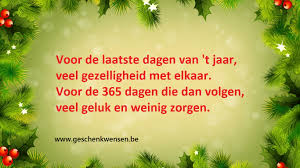 Voor de laatste dagen van 't jaar,
veel gezelligheid met elkaar.
Voor de 365 dagen die dan volgen,
veel geluk en weinig zorgen.
www.geschenkwensen.be